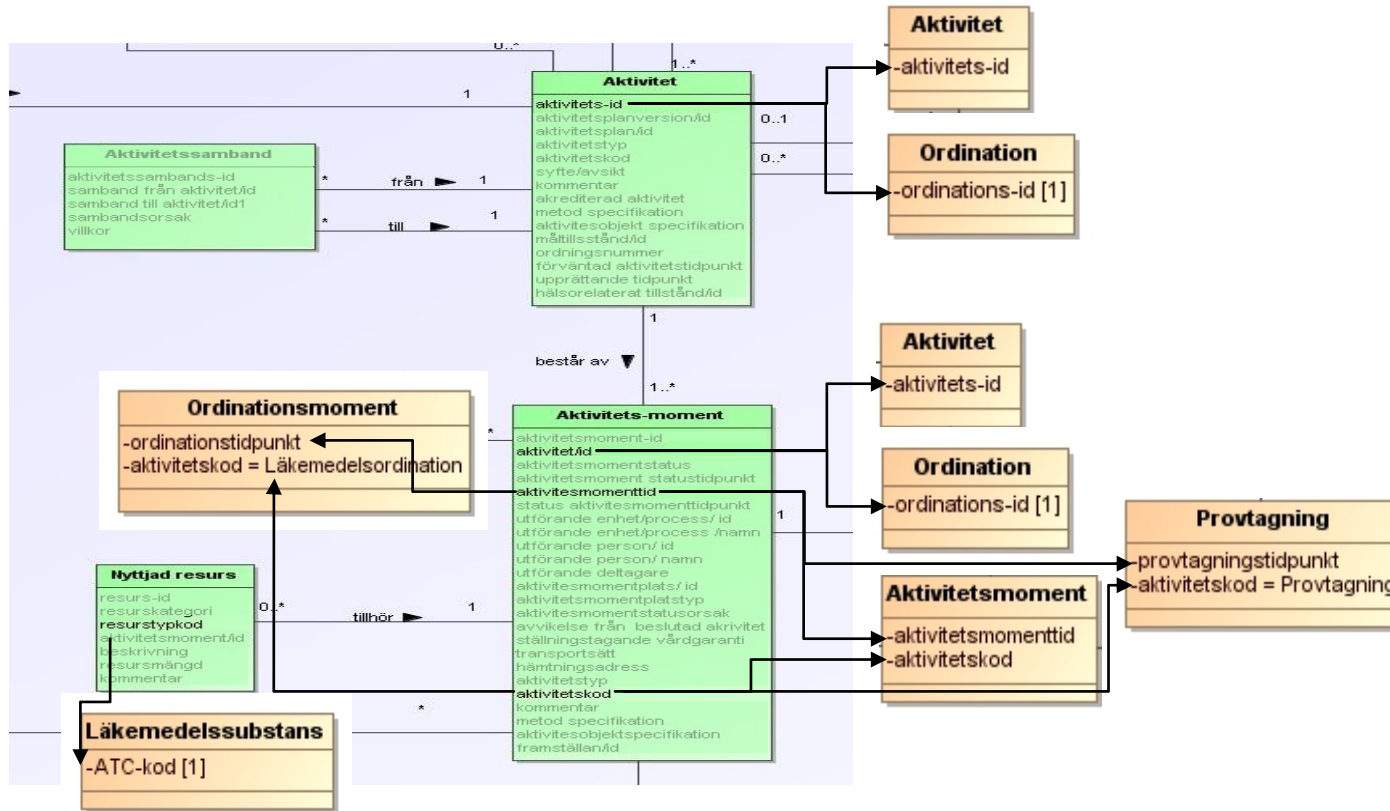 Aktivitet
-aktivitets-id
0..*
1..*
Aktivitet
aktivitets-id
aktivitetsplanversion/id
aktivitetsplan/id
aktivitetstyp
aktivitetskod
syfte/avsikt
kommentar
akrediterad aktivitet
metod specifikation
aktivitesobjekt specifikation
måltillsstånd/id
ordningsnummer
förväntad aktivitetstidpunkt
upprättande tidpunkt
hälsorelaterat tillstånd/id
1
0..1
0..*
Ordination
-ordinations-id [1]
Aktivitetssamband
aktivitetssambands-id
samband från aktivitet/id
samband till aktivitet/id1
sambandsorsak
villkor
*
från
1
*
till
1
1
består av
1..*
Aktivitet
-aktivitets-id
Ordinationsmoment
-ordinationstidpunkt
-aktivitetskod = Läkemedelsordination
*
Aktivitets-moment
aktivitetsmoment-id
aktivitet/id
aktivitetsmomentstatus
aktivitetsmoment statustidpunkt
aktivitesmomenttid
status aktivitesmomenttidpunkt
utförande enhet/process/ id
utförande enhet/process /namn
utförande person/ id
utförande person/ namn
utförande deltagare
aktivitesmomentplats/ id
aktivitetsmomentplatstyp
aktivitesmomentstatusorsak
avvikelse från beslutad akrivitet
ställningstagande vårdgaranti
transportsätt
hämtningsadress
aktivitetstyp
aktivitetskod
kommentar
metod specifikation
aktivitesobjektspecifikation
framställan/id
1
Ordination
-ordinations-id [1]
Provtagning
-provtagningstidpunkt
-aktivitetskod = Provtagning
Aktivitetsmoment
-aktivitetsmomenttid
-aktivitetskod
Nyttjad resurs
resurs-id
resurskategori
resurstypkod
aktivitetsmoment/id
beskrivning
resursmängd
kommentar
0..*
tillhör
1
*
Läkemedelssubstans
-ATC-kod [1]